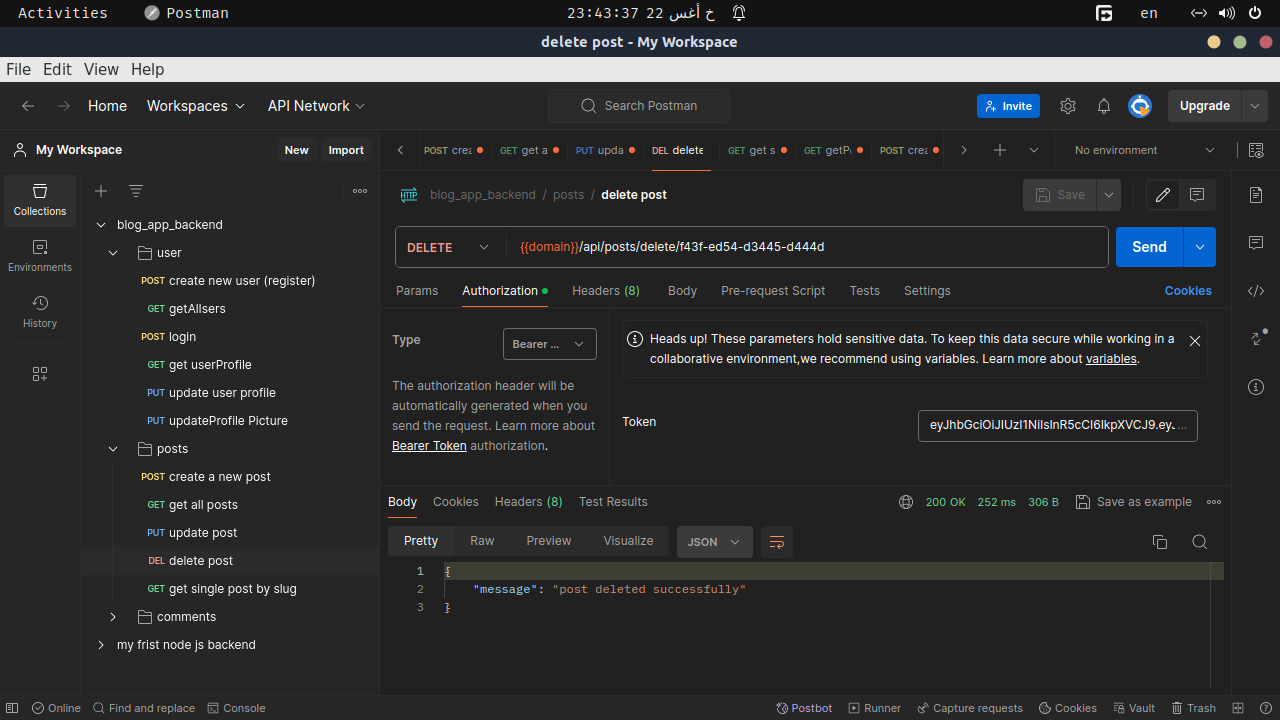 Activities
Postman
23:43:37 22 خ أغس
en
delete post - My Workspace
File Edit View Help
Home Workspaces API Network
Search Postman
Invite
Upgrade
My Workspace
New Import
POST crea
GET get a
PUT upda
DEL delete
GET get s
GET getP
POST crea
No environment
Collections
Environments
History
blog_app_backend
user
POST create new user (register)
GET getAllsers
POST login
GET get userProfile
PUT update user profile
PUT updateProfile Picture
posts
POST create a new post
GET get all posts
PUT update post
DEL delete post
GET get single post by slug
comments
my frist node js backend
HTTP blog_app_backend / posts / delete post
Save
DELETE {{domain}}/api/posts/delete/f43f-ed54-d3445-d444d
Send
Params Authorization Headers (8) Body Pre-request Script Tests Settings
Cookies
Type Bearer ...
The authorization header will be
automatically generated when you
send the request. Learn more about
Bearer Token authorization.
Heads up! These parameters hold sensitive data. To keep this data secure while working in a
collaborative environment,we recommend using variables. Learn more about variables.
Token
Body Cookies Headers (8) Test Results
200 OK 252 ms 306 B Save as example
Pretty Raw Preview Visualize JSON
1 {
2 "message": "post deleted successfully"
3 }
Online Find and replace Console
Postbot Runner Capture requests Cookies Vault Trash